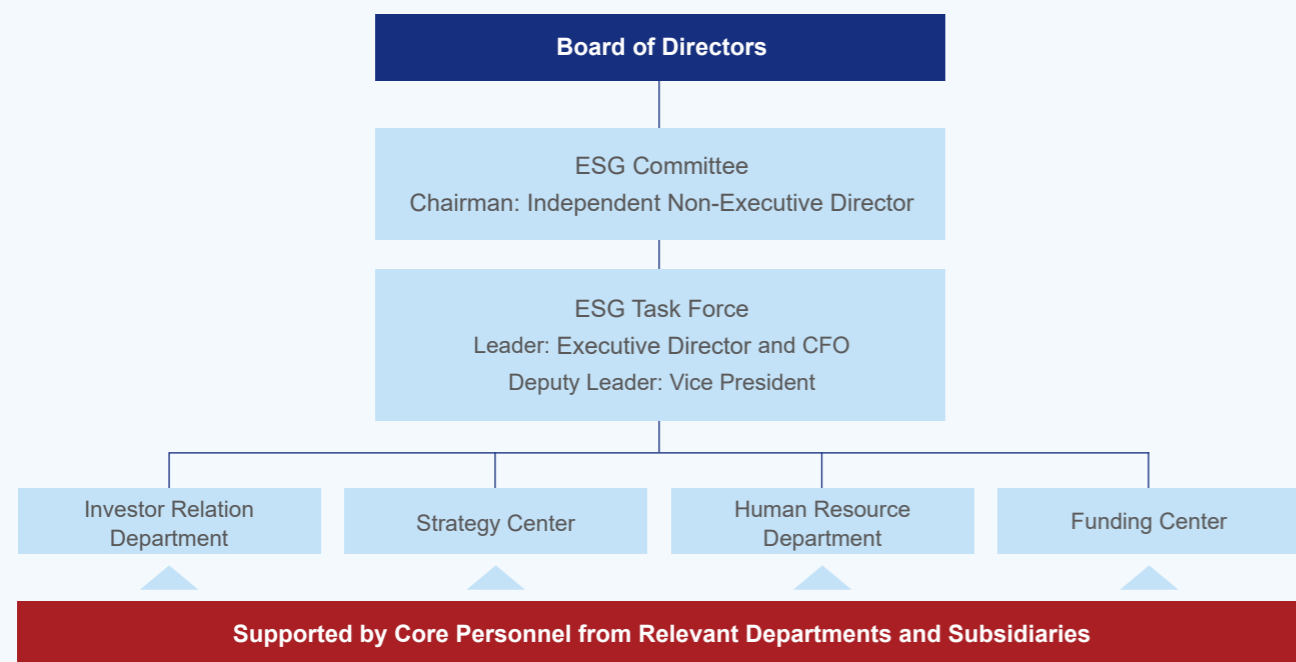 Board of Directors
ESG Committee
Chairman: Independent Non-Executive Director
ESG Task Force
Leader: Executive Director and CFO
Deputy Leader: Vice President
Investor Relation
Department
Strategy Center
Human Resource
Department
Funding Center
Supported by Core Personnel from Relevant Departments and Subsidiaries